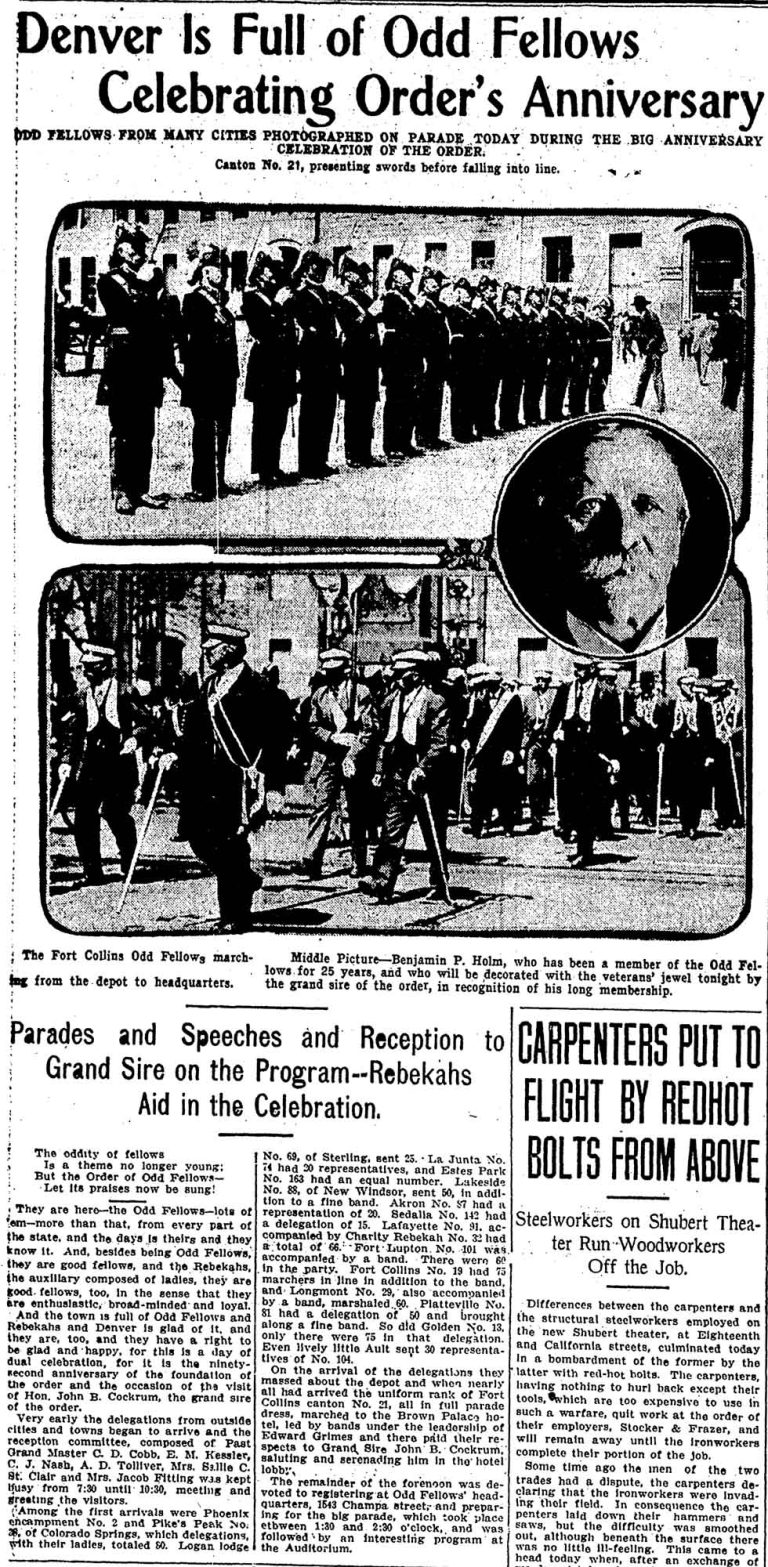 Denver Is Full of Odd Fellows
Celebrating Order's Anniversary
ODD FELLOWS FROM MANY CITIES PHOTOGRAPHED ON PARADE TODAY DURING THE BIG ANNIVERSARY
CELEBRATION OF THE ORDER.
Canton No. 21, presenting swords before falling into line.
The Fort Collins Odd Fellows march-
ing from the depot to headquarters.
Middle Picture—Benjamin P. Holm, who has been a member of the Odd Fel-
lows for 25 years, and who will be decorated with the veterans' jewel tonight by
the grand sire of the order, in recognition of his long membership.
Parades and Speeches and Reception to
Grand Sire on the Program--Rebekahs
Aid in the Celebration.
The oddity of fellows
Is a theme no longer young;
But the Order of Odd Fellows—
Let its praises now be sung!
They are here—the Odd Fellows—lots of
'em—more than that, from every part of
the state, and the days is theirs and they
know it. And, besides being Odd Fellows,
they are good fellows, and the Rebekahs,
the auxiliary composed of ladies, they are
good fellows, too, in the sense that they
are enthusiastic, broad-minded and loyal.
And the town is full of Odd Fellows and
Rebekahs and Denver is glad of it, and
they are, too, and they have a right to
be glad and happy, for this is a day of
dual celebration, for it is the ninety-
second anniversary of the foundation of
the order and the occasion of the visit
of Hon. John B. Cockrum, the grand sire
of the order.
Very early the delegations from outside
cities and towns began to arrive and the
reception committee, composed of Past
Grand Master C. D. Cobb, E. M. Kessler,
C. J. Nash, A. D. Tolliver, Mrs. Sallie C.
St. Clair and Mrs. Jacob Fitting was kept
busy from 7:30 until 10:30, meeting and
greeting the visitors.
Among the first arrivals were Phoenix
encampment No. 2 and Pike's Peak No.
38, of Colorado Springs, which delegations,
with their ladies, totaled 80. Logan lodge
No. 69, of Sterling, sent 25. La Junta No.
74 had 20 representatives, and Estes Park
No. 163 had an equal number. Lakeside
No. 88, of New Windsor, sent 50, in addi-
tion to a fine band. Akron No. 87 had a
representation of 20. Sedalia No. 142 had
a delegation of 15. Lafayette No. 91, ac-
companied by Charity Rebekah No. 32 had
a total of 66. Fort Lupton No. 101 was
accompanied by a band. There were 60
in the party. Fort Collins No. 19 had 75
marchers in line in addition to the band,
and Longmont No. 29, also accompanied
by a band, marshaled 60. Platteville No.
81 had a delegation of 50 and brought
along a fine band. So did Golden No. 13,
only there were 75 in that delegation.
Even lively little Ault sent 30 representa-
tives of No. 104.
On the arrival of the delegations they
massed about the depot and when nearly
all had arrived the uniform rank of Fort
Collins canton No. 21, all in full parade
dress, marched to the Brown Palace ho-
tel, led by bands under the leadership of
Edward Grimes and there paid their re-
spects to Grand Sire John B. Cockrum,
saluting and serenading him in the hotel
lobby.
The remainder of the forenoon was de-
voted to registering at Odd Fellows' head-
quarters, 1543 Champa street, and prepar-
ing for the big parade, which took place
etbween 1:30 and 2:30 o'clock, and was
followed by an interesting program at
the Auditorium.
CARPENTERS PUT TO
FLIGHT BY REDHOT
BOLTS FROM ABOVE
Steelworkers on Shubert Thea-
ter Run Woodworkers
Off the Job.
Differences between the carpenters and
the structural steelworkers employed on
the new Shubert theater, at Eighteenth
and California streets, culminated today
in a bombardment of the former by the
latter with red-hot bolts. The carpenters,
having nothing to hurl back except their
tools, which are too expensive to use in
such a warfare, quit work at the order of
their employers, Stocker & Frazer, and
will remain away until the ironworkers
complete their portion of the job.
Some time ago the men of the two
trades had a dispute, the carpenters de-
claring that the ironworkers were invad-
ing their field. In consequence the car-
penters laid down their hammers and
saws, but the difficulty was smoothed
out, although beneath the surface there
was no little ill-feeling. This came to a
head today when, after an exchange of